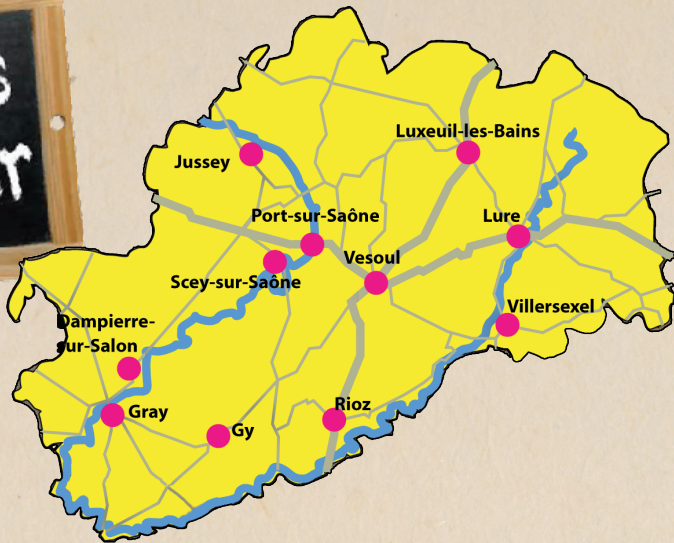 Luxeuil-les-Bains
Jussey
Port-sur-Saône
Lure
Vesoul
Scey-sur-Saône
Villersexel
Dampierre-
sur-Salon
Rioz
Gray
Gy